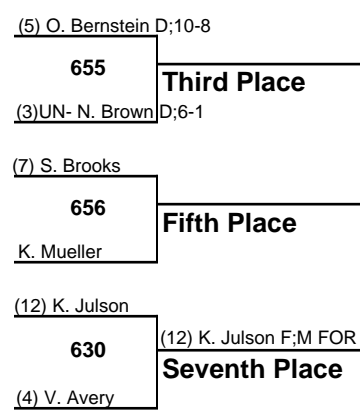 (5) O. Bernstein D;10-8
655
Third Place
(3)UN- N. Brown D;6-1
(7) S. Brooks
656
Fifth Place
K. Mueller
(12) K. Julson
630
(12) K. Julson F;M FOR
Seventh Place
(4) V. Avery